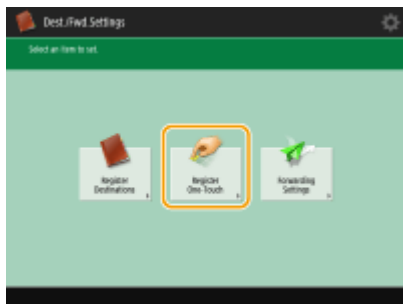 Dest./Fwd.Settings
Select an item to set.
Register
Destinations
Register
One-Touch
Forwarding
Settings